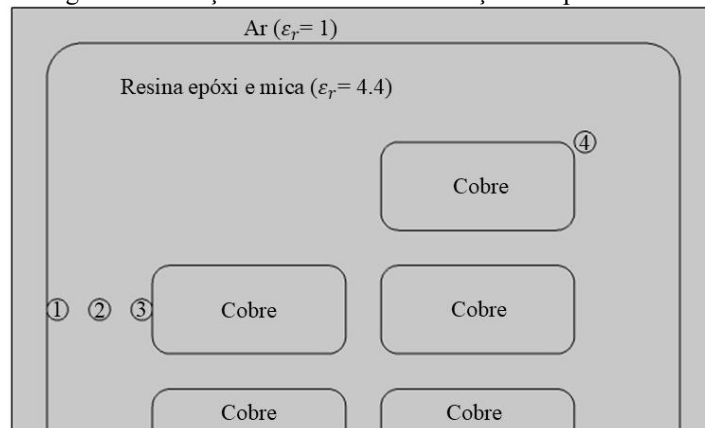 Ar (εᵣ= 1)
Resina epóxi e mica (εᵣ= 4.4)
④
Cobre
① ② ③ Cobre Cobre
Cobre Cobre